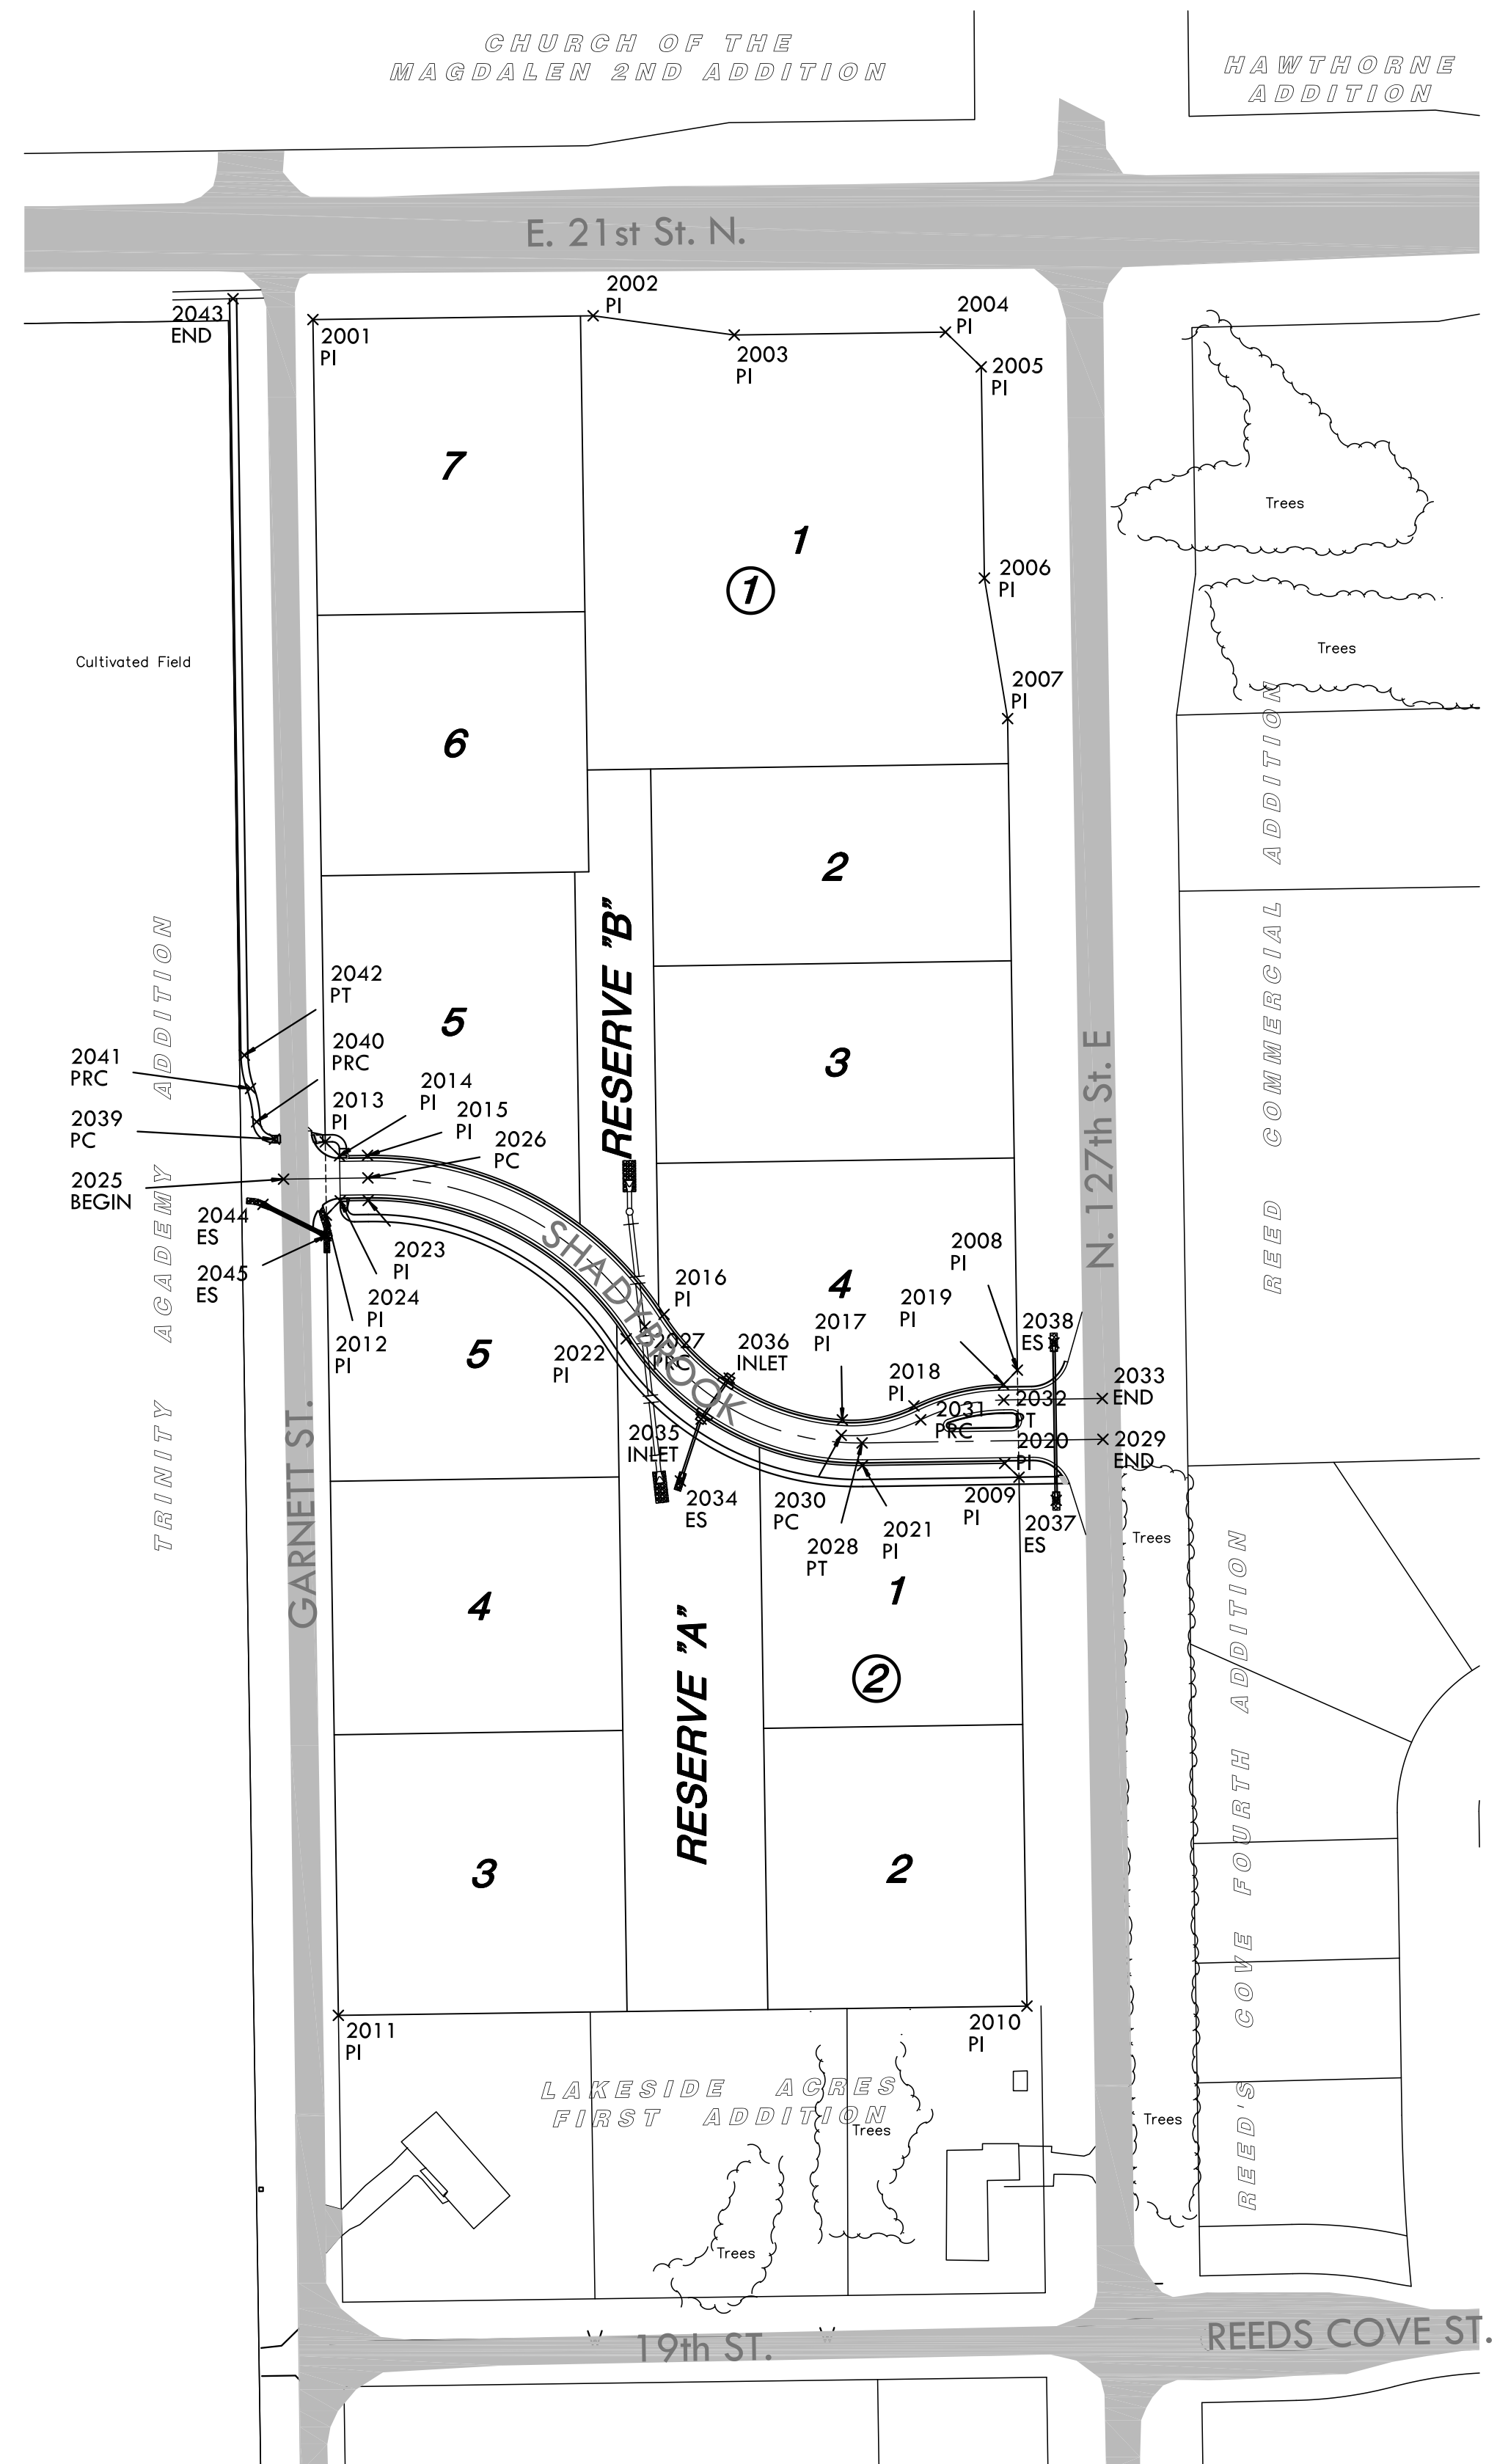 CHURCH OF THE
MAGDALEN 2ND ADDITION
HAWTHORNE
ADDITION
E. 21st St. N.
2043
END
2001
PI
2002
PI
2003
PI
2004
PI
2005
PI
7
1
1
Trees
2006
PI
Trees
Cultivated Field
2007
PI
6
2
RESERVE "B"
REED COMMERCIAL ADDITION
TRINITY ACADEMY ADDITION
5
3
N. 127th St. E
2042
PT
2040
PRC
2041
PRC
2039
PC
2013
PI
2014
PI
2015
PI
2026
PC
2025
BEGIN
2044
ES
2045
ES
2023
PI
2024
PI
2012
PI
SHADYBROOK
2016
PI
4
2008
PI
2019
PI
2017
PI
2018
PI
2038
ES
2033
END
2027
PRC
2036
INLET
2022
PI
5
2031
PRC
2032
PT
2029
END
2020
PI
2035
INLET
2034
ES
2030
PC
2028
PT
2021
PI
2009
PI
2037
ES
GARNETT ST.
Trees
4
1
2
RESERVE "A"
REED'S COVE FOURTH ADDITION
3
2
2011
PI
2010
PI
LAKESIDE ACRES
FIRST ADDITION
Trees
Trees
Trees
19th ST.
REEDS COVE ST.